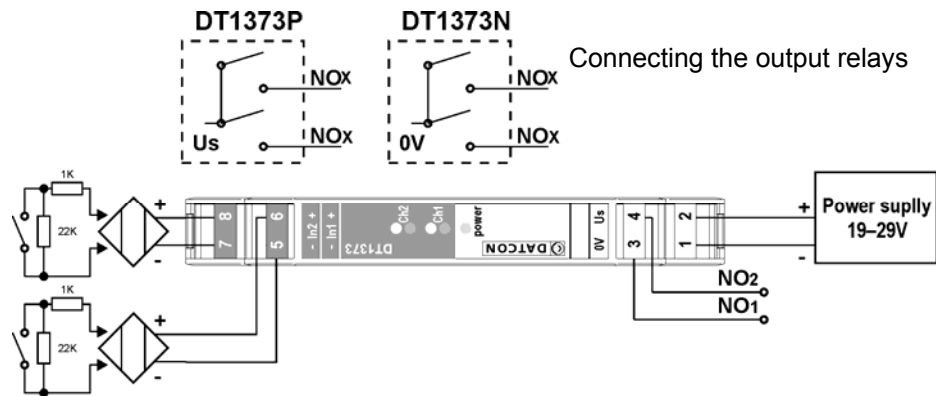 DT1373P
DT1373N
Connecting the output relays
NOx
NOx
Us
NOx
NOx
0V
1K
22K
+
-
1K
22K
+
-
8
7
6
5
- In2 +
- In1 +
DT1373
Ch2
Ch1
power
DATCON
0V Us
4
3
2
1
+
-
Power suplly
19–29V
NO2
NO1